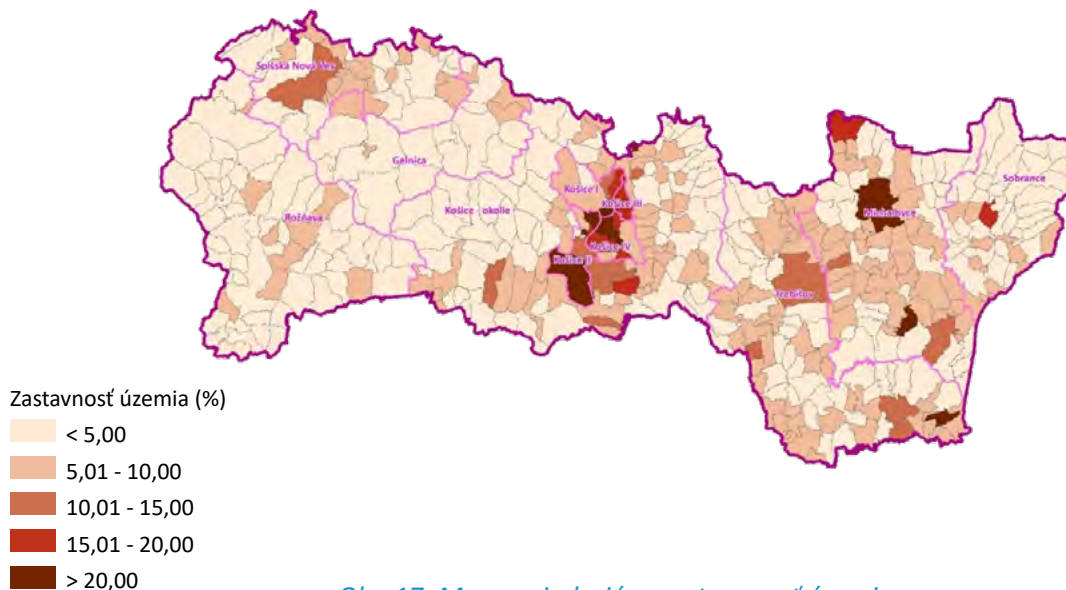 Spišská Nová Ves
Gelnica
Rožňava
Košice - okolie
Košice I
Košice III
Košice IV
Košice II
Michalovce
Sobrance
Trebišov
Zastavnosť územia (%)
< 5,00
5,01 - 10,00
10,01 - 15,00
15,01 - 20,00
> 20,00